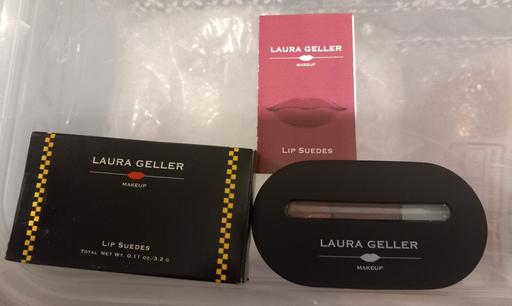 LAURA GELLER
MAKEUP
LIP SUEDES
LAURA GELLER
MAKEUP
LIP SUEDES
TOTAL NET WT. 0.11 OZ./3.2 G
LAURA GELLER
MAKEUP